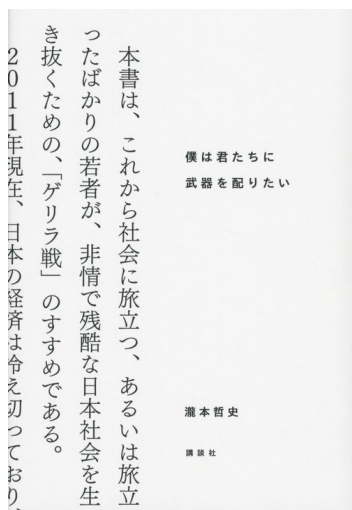 本書は、これから社会に旅立つ、あるいは旅立
ったばかりの若者が、非情で残酷な日本社会を生
き抜くための、「ゲリラ戦」のすすめである。
2011年現在、日本の経済は冷え切っており、
僕は君たちに
武器を配りたい
瀧本哲史
講談社